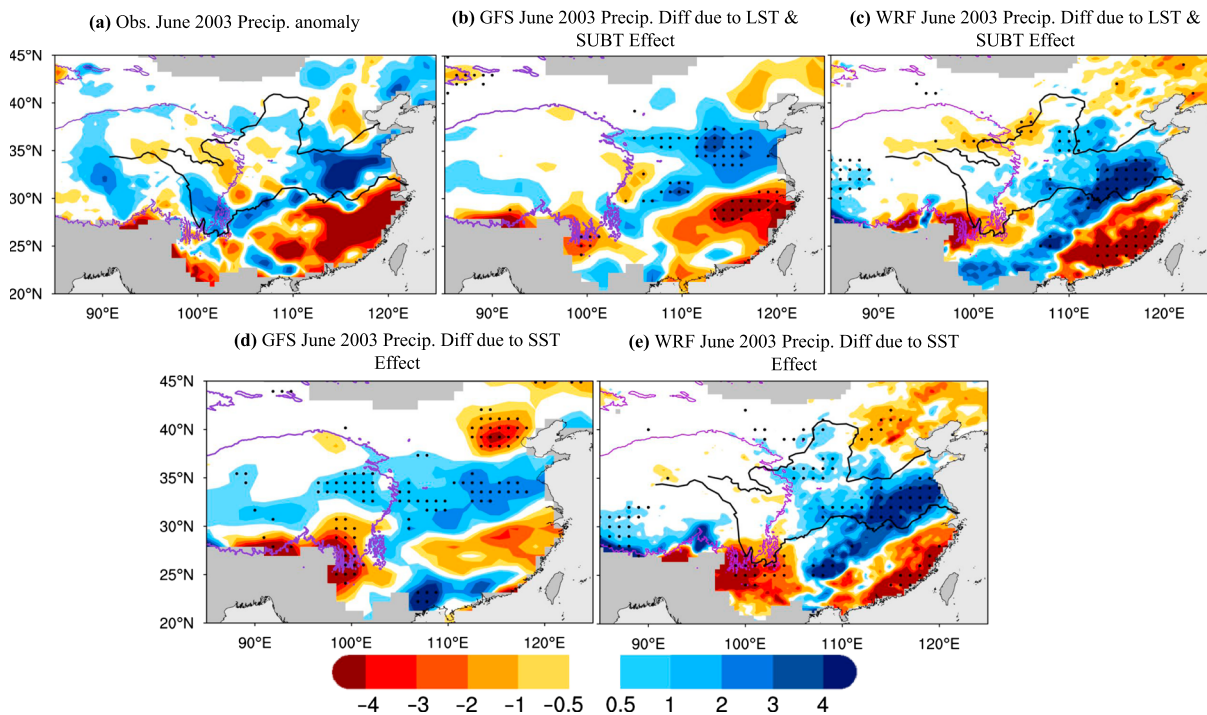 (a) Obs. June 2003 Precip. anomaly
(b) GFS June 2003 Precip. Diff due to LST &
SUBT Effect
(c) WRF June 2003 Precip. Diff due to LST &
SUBT Effect
45°N
40°N
35°N
30°N
25°N
20°N
90°E 100°E 110°E 120°E
90°E 100°E 110°E 120°E
90°E 100°E 110°E 120°E
(d) GFS June 2003 Precip. Diff due to SST
Effect
(e) WRF June 2003 Precip. Diff due to SST
Effect
45°N
40°N
35°N
30°N
25°N
20°N
90°E 100°E 110°E 120°E
90°E 100°E 110°E 120°E
−4 −3 −2 −1 −0.5 0.5 1 2 3 4